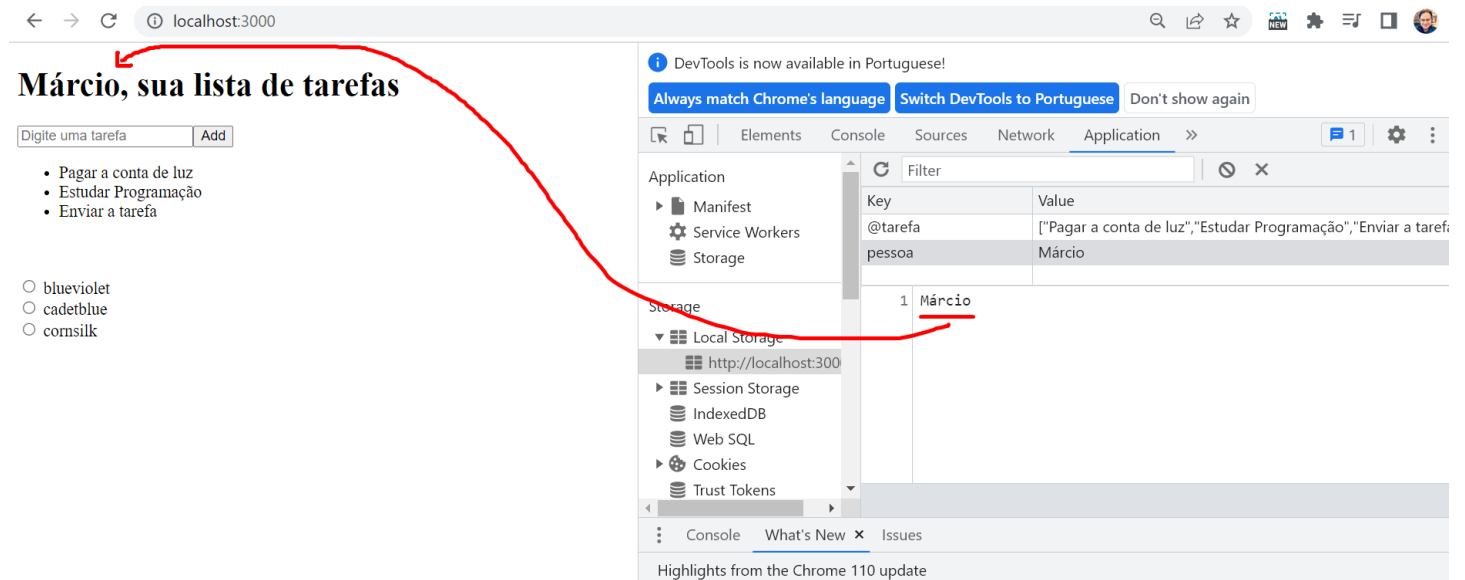 localhost:3000
NEW
Márcio, sua lista de tarefas
Digite uma tarefa
Add
Pagar a conta de luz
Estudar Programação
Enviar a tarefa
blueviolet
cadetblue
cornsilk
DevTools is now available in Portuguese!
Always match Chrome's language Switch DevTools to Portuguese Don't show again
Elements Console Sources Network Application 1
Application
Manifest
Service Workers
Storage
Storage
Local Storage
http://localhost:300
Session Storage
IndexedDB
Web SQL
Cookies
Trust Tokens
Filter
Key Value
@tarefa ["Pagar a conta de luz","Estudar Programação","Enviar a taref
pessoa Márcio
1 Márcio
Console What's New Issues
Highlights from the Chrome 110 update